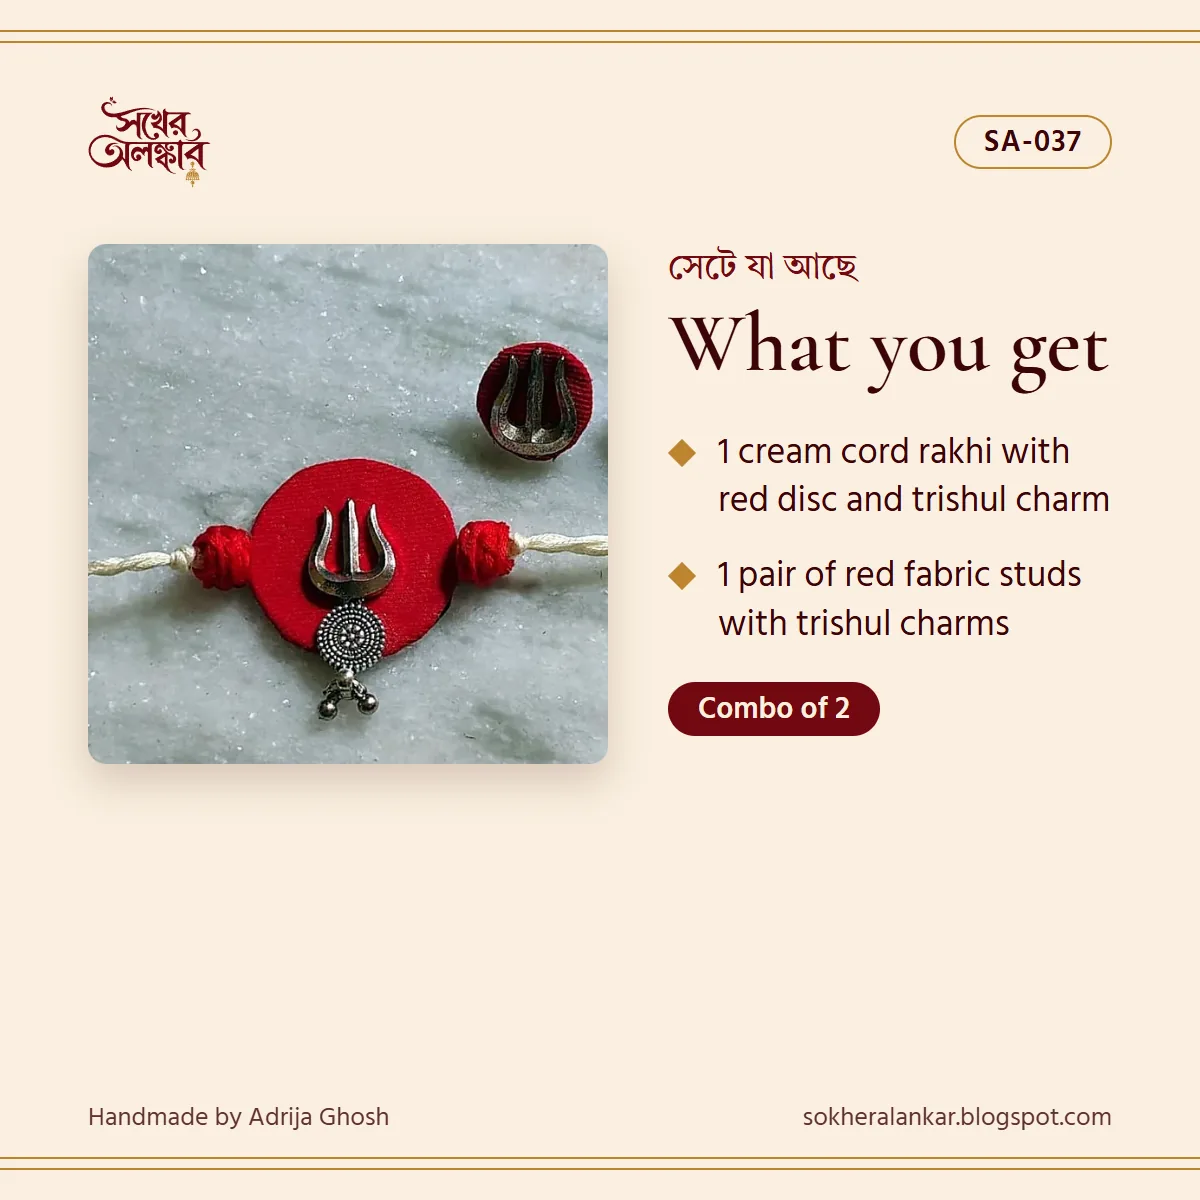 সখের
অলঙ্কার
SA-037
সেটে যা আছে
What you get
1 cream cord rakhi with
red disc and trishul charm
1 pair of red fabric studs
with trishul charms
Combo of 2
Handmade by Adrija Ghosh
sokheralankar.blogspot.com